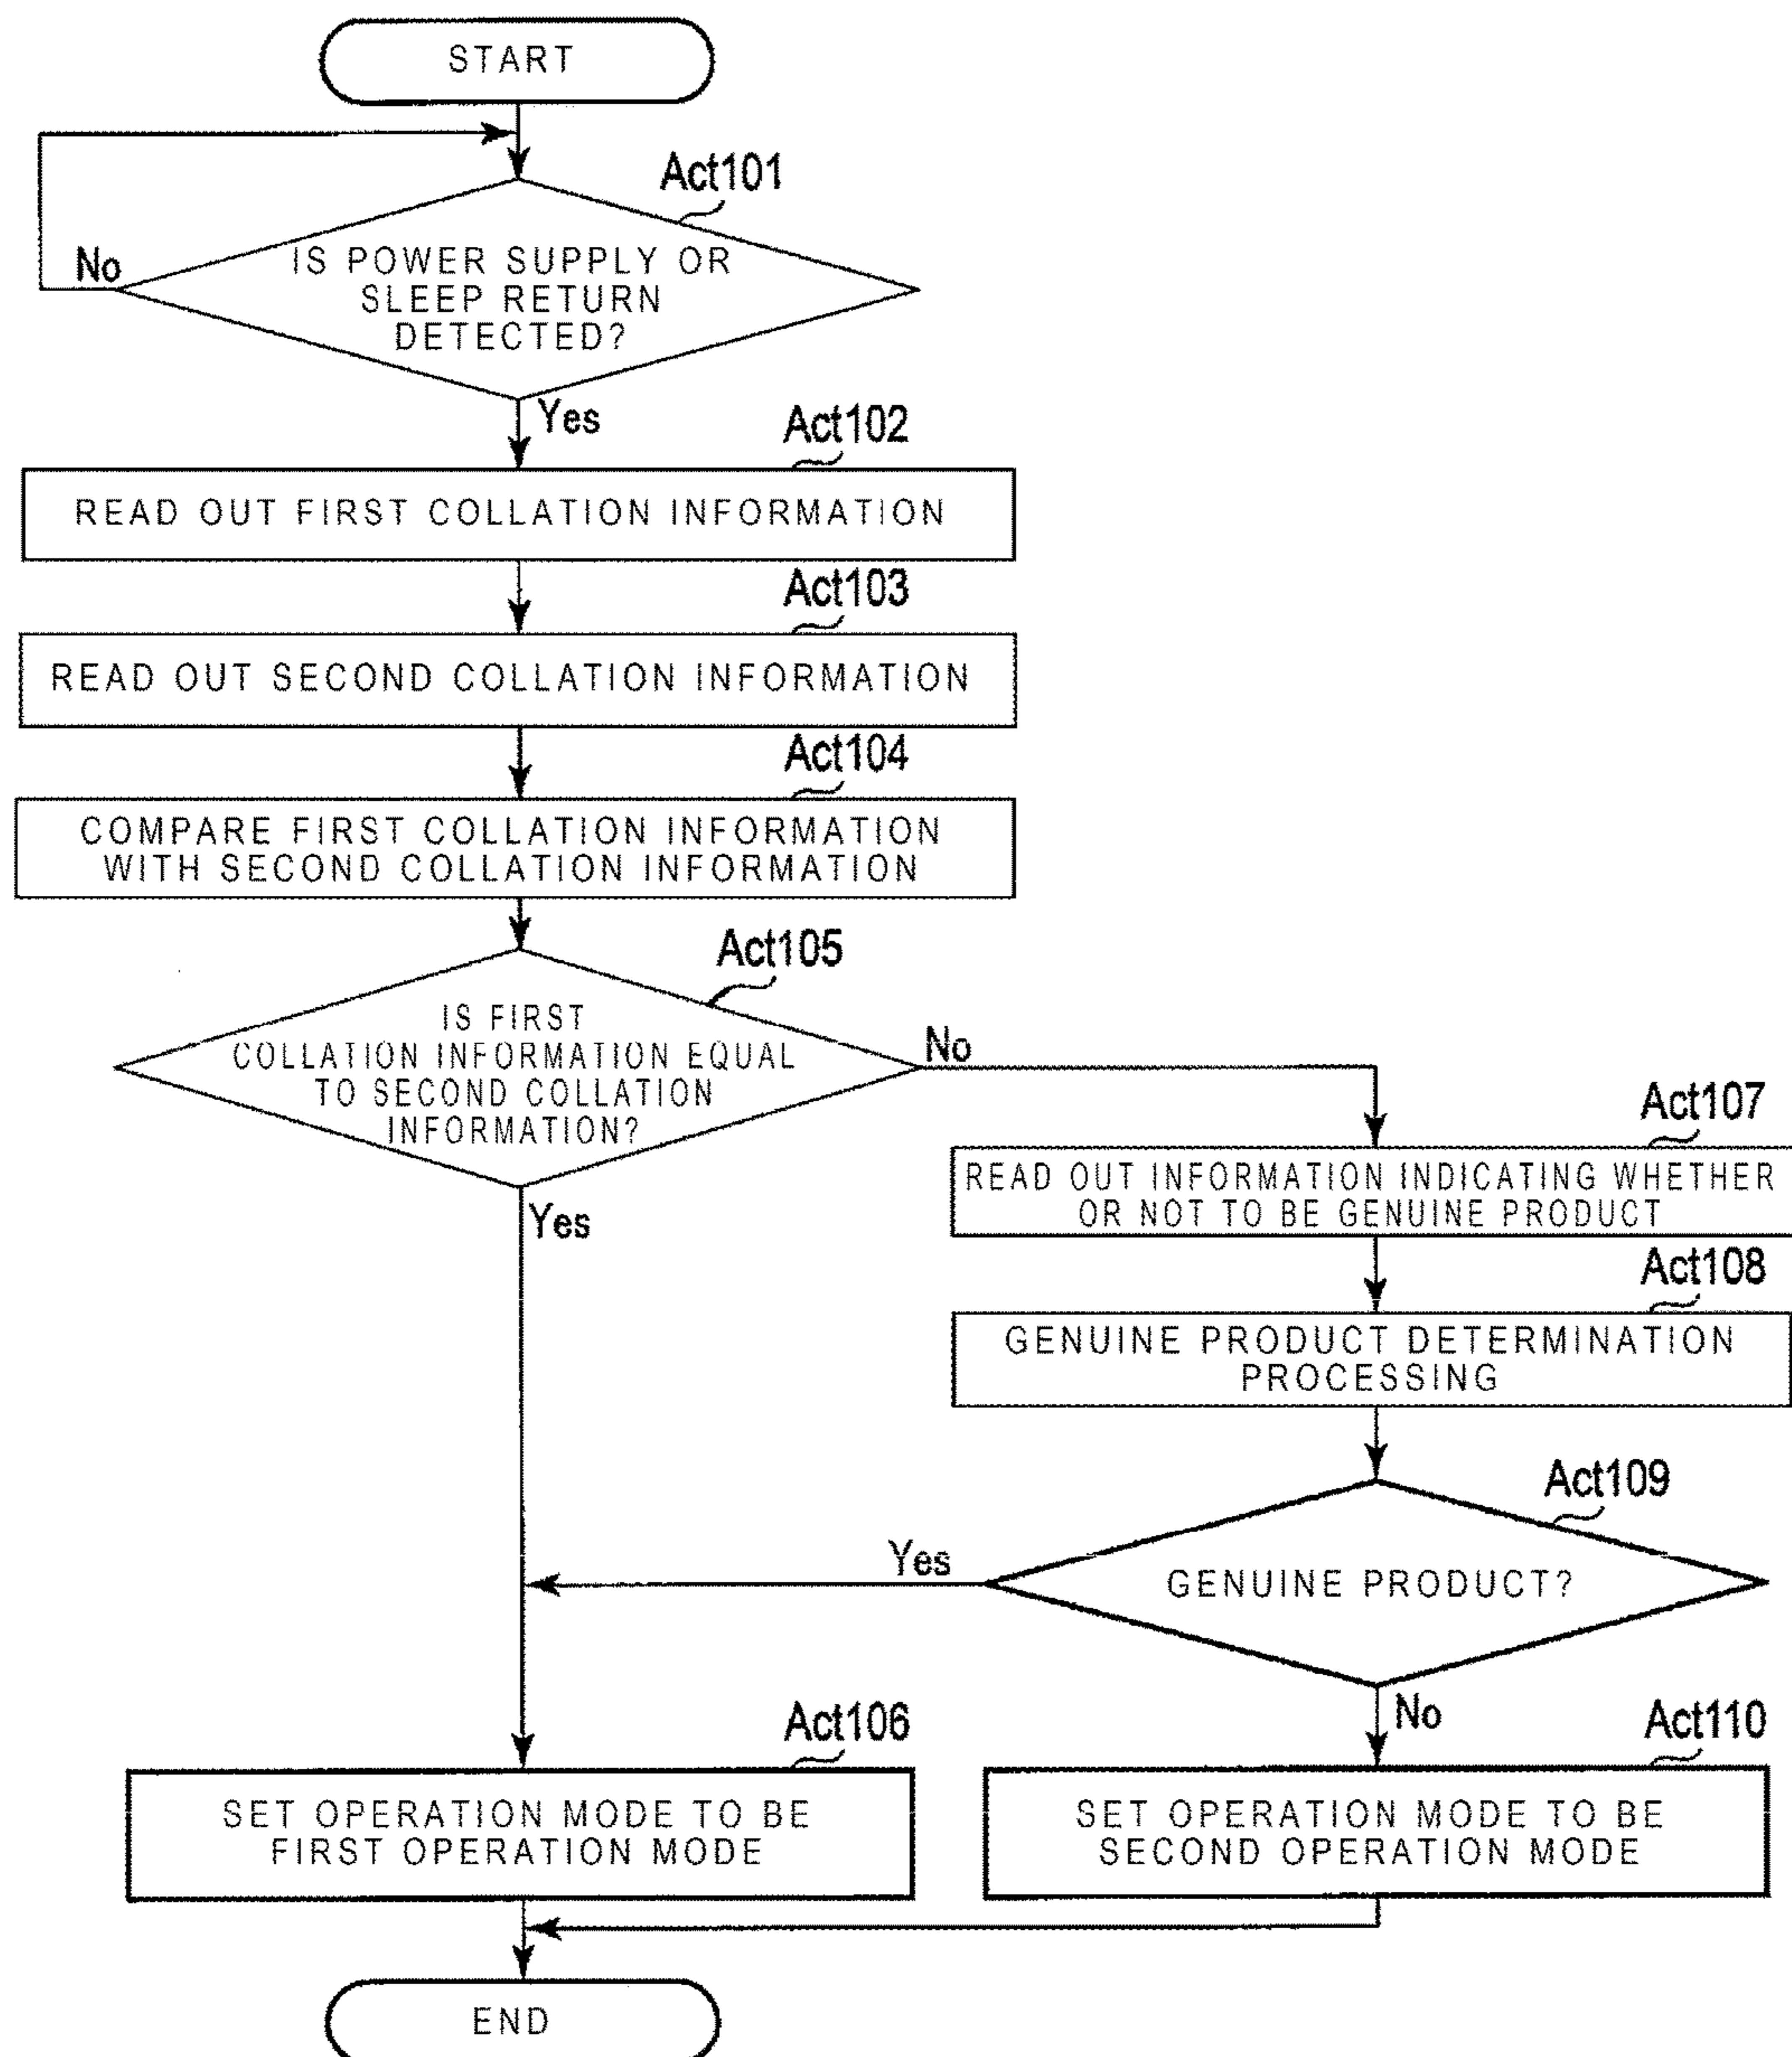 START
Act101
IS POWER SUPPLY OR
SLEEP RETURN
DETECTED?
No
Yes
Act102
READ OUT FIRST COLLATION INFORMATION
Act103
READ OUT SECOND COLLATION INFORMATION
Act104
COMPARE FIRST COLLATION INFORMATION
WITH SECOND COLLATION INFORMATION
Act105
IS FIRST
COLLATION INFORMATION EQUAL
TO SECOND COLLATION
INFORMATION?
No
Yes
Act107
READ OUT INFORMATION INDICATING WHETHER
OR NOT TO BE GENUINE PRODUCT
Act108
GENUINE PRODUCT DETERMINATION
PROCESSING
Act109
GENUINE PRODUCT?
Yes
No
Act106
SET OPERATION MODE TO BE
FIRST OPERATION MODE
Act110
SET OPERATION MODE TO BE
SECOND OPERATION MODE
END